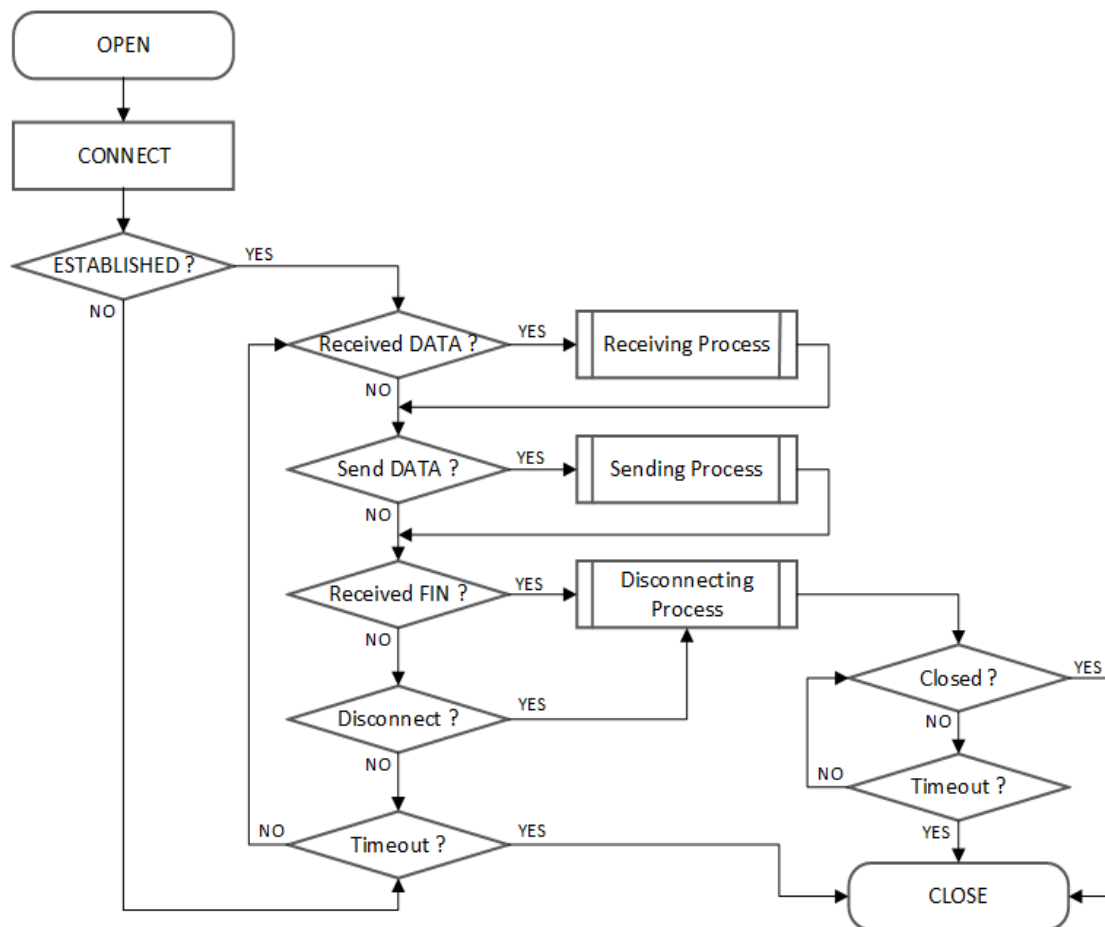 OPEN
CONNECT
ESTABLISHED ?
YES
NO
Received DATA ?
YES
Receiving Process
NO
Send DATA ?
YES
Sending Process
NO
Received FIN ?
YES
Disconnecting
Process
NO
Closed ?
YES
Disconnect ?
YES
NO
NO
NO
Timeout ?
NO
Timeout ?
YES
YES
CLOSE